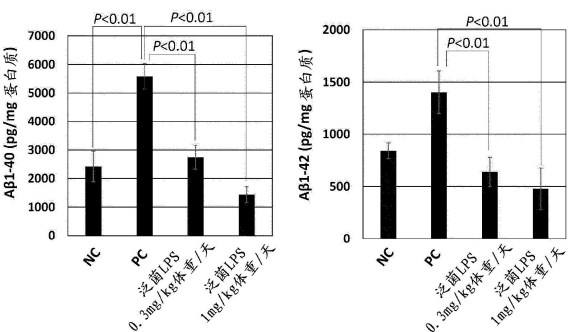 P<0.01
P<0.01
P<0.01
Aβ1-40 (pg/mg 蛋白质)
7000
6000
5000
4000
3000
2000
1000
0
NC
PC
泛菌LPS
0.3mg/kg体重/天
泛菌LPS
1mg/kg体重/天
P<0.01
P<0.01
Aβ1-42 (pg/mg 蛋白质)
2000
1500
1000
500
0
NC
PC
泛菌LPS
0.3mg/kg体重/天
泛菌LPS
1mg/kg体重/天